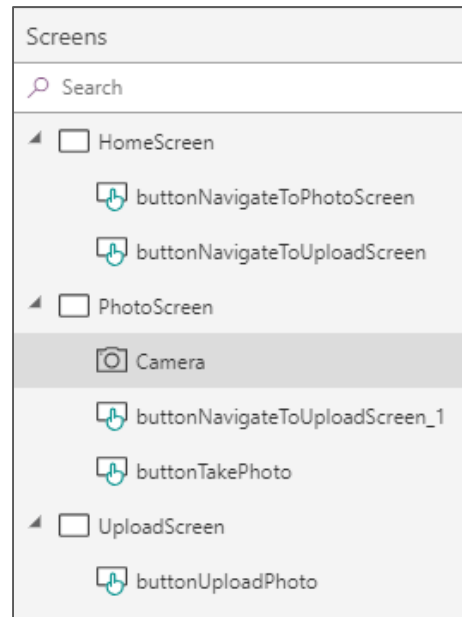 Screens
Search
HomeScreen
buttonNavigateToPhotoScreen
buttonNavigateToUploadScreen
PhotoScreen
Camera
buttonNavigateToUploadScreen_1
buttonTakePhoto
UploadScreen
buttonUploadPhoto